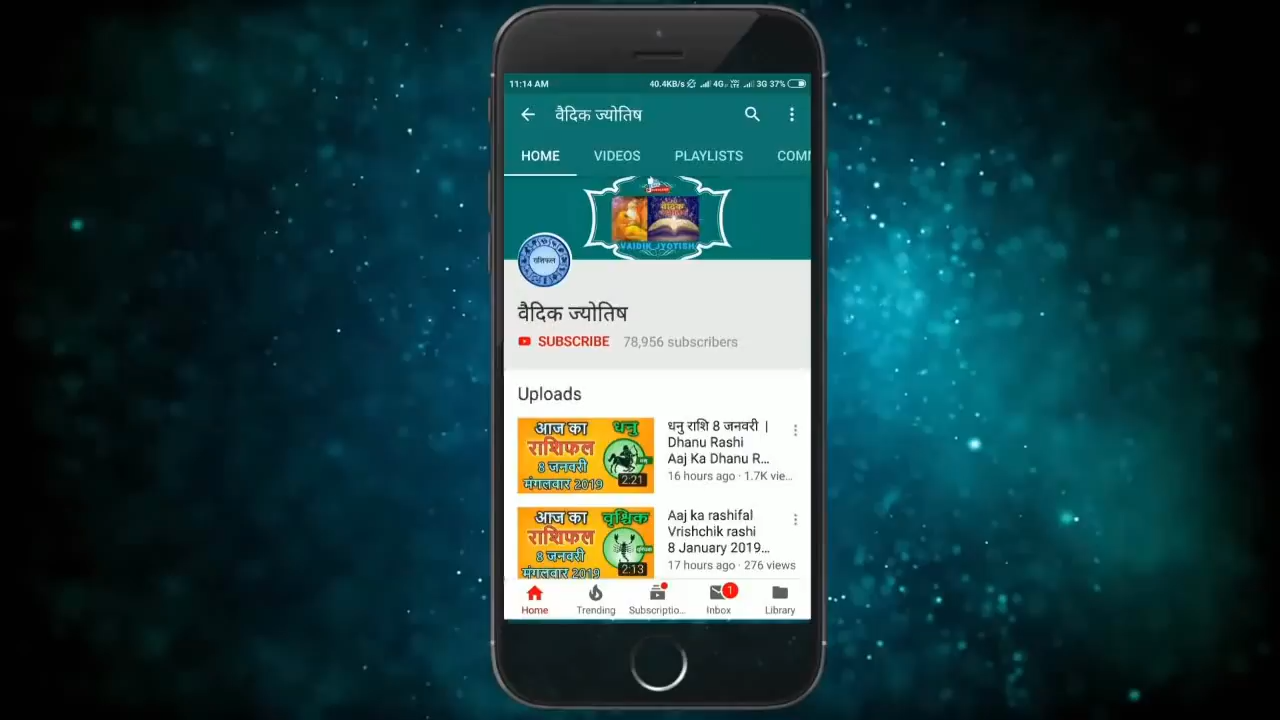 11:14 AM
40.4KB/s 4G 3G 37%
वैदिक ज्योतिष
HOME VIDEOS PLAYLISTS COMM
वैदिक
VAIDIK JYOTISH
राशिफल
वैदिक ज्योतिष
SUBSCRIBE 78,956 subscribers
Uploads
आज का धनु
राशिफल
8 जनवरी
मंगलवार 2019
2:21
धनु राशि 8 जनवरी |
Dhanu Rashi
Aaj Ka Dhanu R...
16 hours ago · 1.7K vie...
आज का वृश्चिक
राशिफल
8 जनवरी
मंगलवार 2019
2:13
Aaj ka rashifal
Vrishchik rashi
8 January 2019...
17 hours ago · 276 views
1
Home Trending Subscriptio... Inbox Library